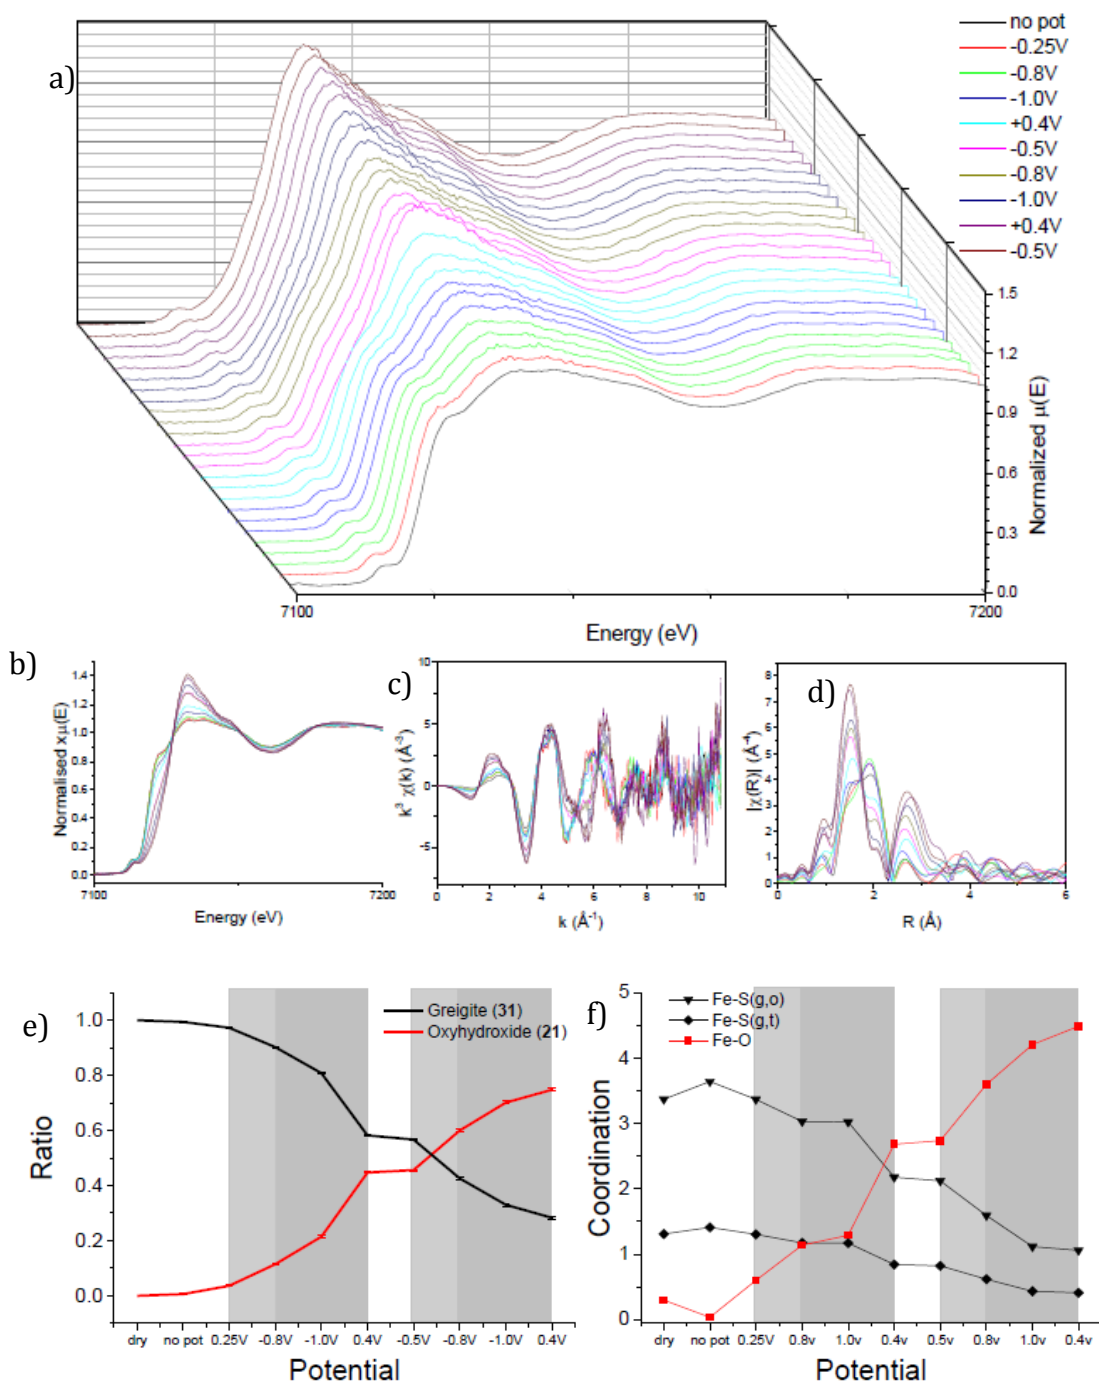 a)
no pot
-0.25V
-0.8V
-1.0V
+0.4V
-0.5V
-0.8V
-1.0V
+0.4V
-0.5V
1.5
1.2
0.9
0.6
0.3
0.0
Normalized μ(E)
7100
7200
Energy (eV)
b)
1.4
1.2
1.0
0.8
0.6
0.4
0.2
0.0
Normalised xμ(E)
7100
7200
Energy (eV)
c)
10
5
0
-5
k³ χ(k) (Å⁻³)
0
2
4
6
8
10
k (Å⁻¹)
d)
8
7
6
5
4
3
2
1
0
|χ(R)| (Å⁻⁴)
0
2
4
6
R (Å)
e)
Greigite (31)
Oxyhydroxide (21)
1.0
0.8
0.6
0.4
0.2
0.0
Ratio
dry
no pot
0.25V
-0.8V
-1.0V
0.4V
-0.5V
-0.8V
-1.0V
0.4V
Potential
f)
Fe-S(g,o)
Fe-S(g,t)
Fe-O
5
4
3
2
1
0
Coordination
dry
no pot
0.25V
0.8v
1.0v
0.4v
0.5v
0.8v
1.0v
0.4v
Potential